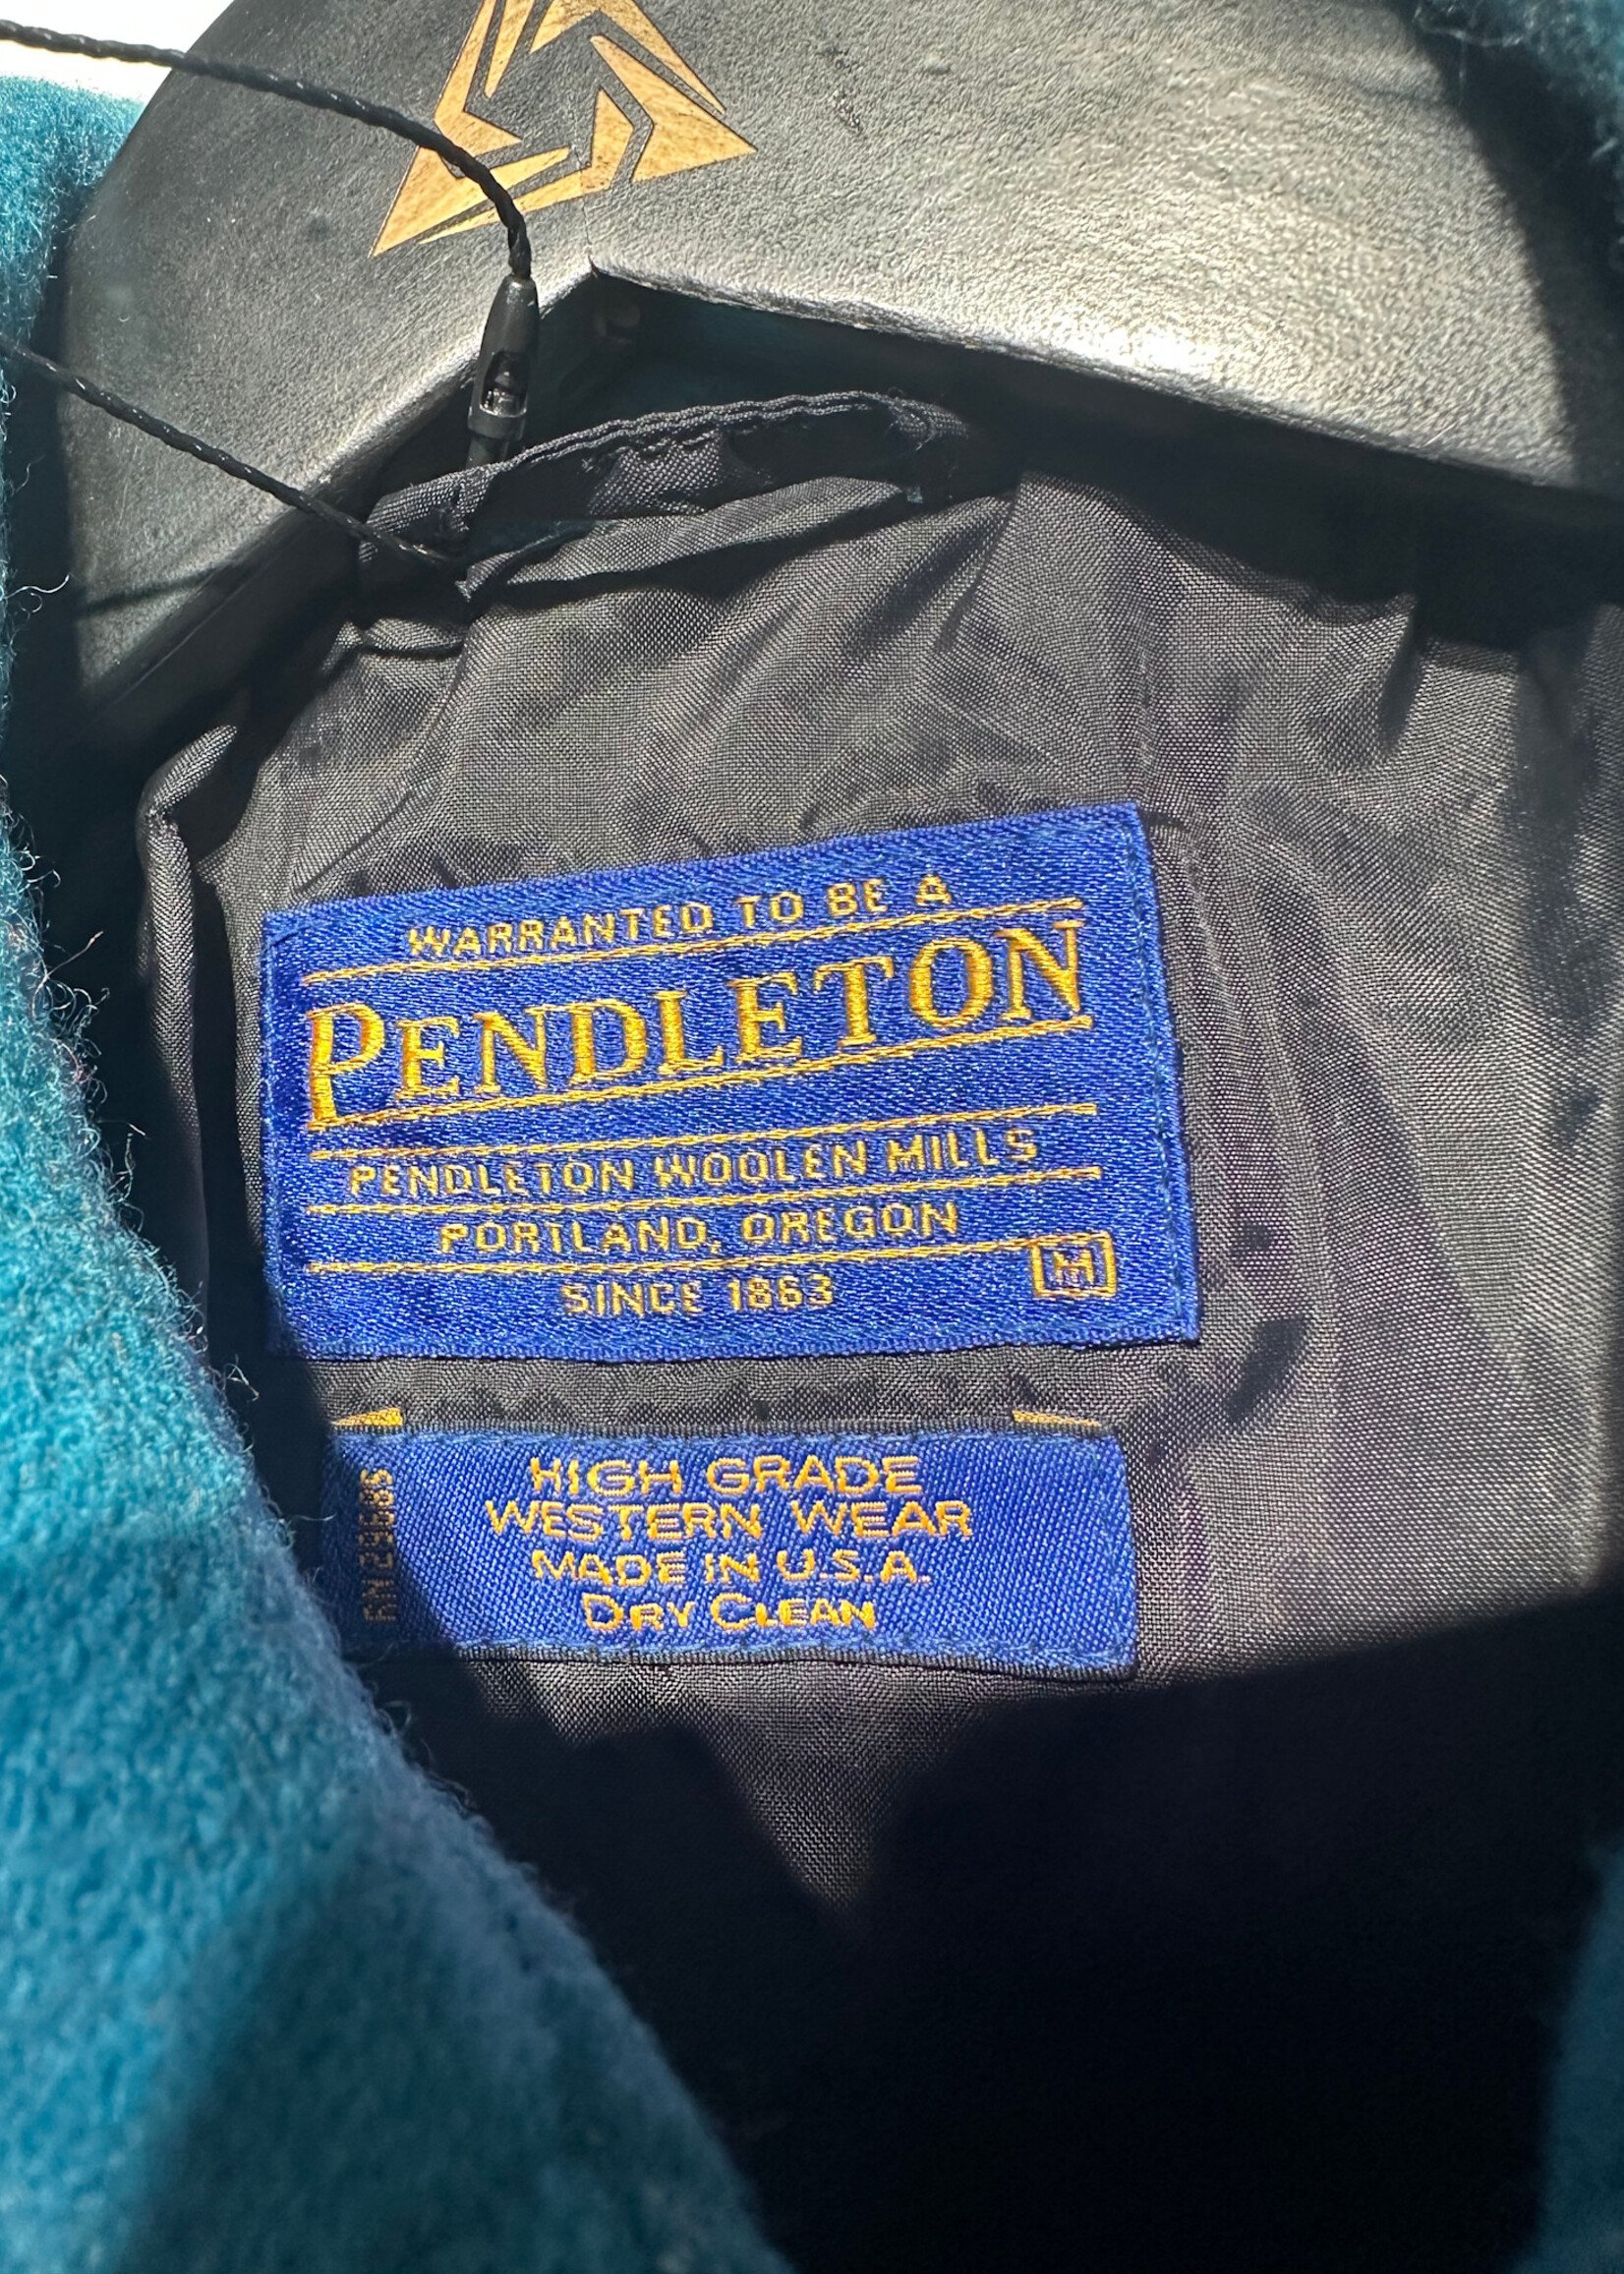 WARRANTED TO BE A
PENDLETON
PENDLETON WOOLEN MILLS
PORTLAND, OREGON
SINCE 1863
M
HIGH GRADE
WESTERN WEAR
MADE IN U.S.A.
DRY CLEAN